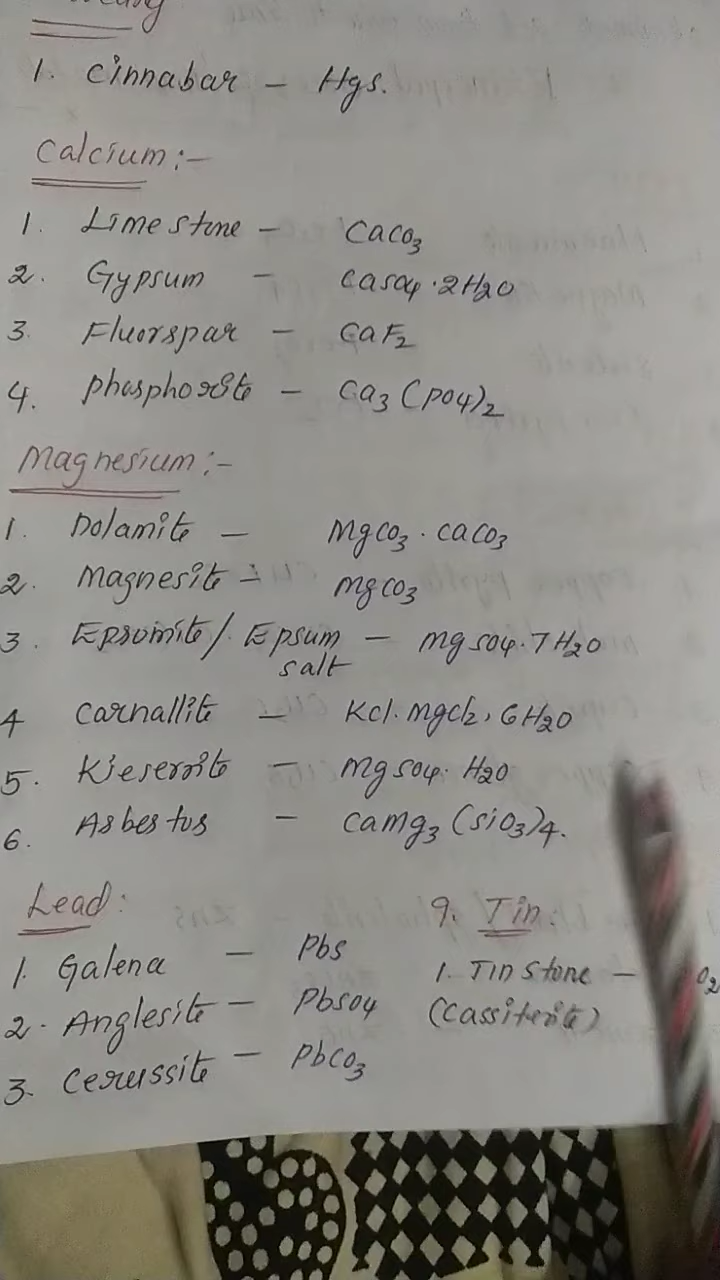 1. Cinnabar – Hgs.
Calcium:-
1. Limestone – CaCO3
2. Gypsum – CaSO4·2H2O
3. Fluorspar – CaF2
4. phosphorite – Ca3(PO4)2
Magnesium:-
1. Dolamite – MgCO3·CaCO3
2. Magnesite – MgCO3
3. Epsomite/Epsum – MgSO4·7H2O
salt
4 Carnallite – KCl.MgCl2,6H2O
5. Kieserite – MgSO4·H2O
6. Asbestos – CaMg3(SiO3)4.
Lead:
1. Galena – PbS
2. Anglesite – PbSO4
3. Cerussite – PbCO3
9. Tin.
1. Tin Stone – O2
(Cassiterite)